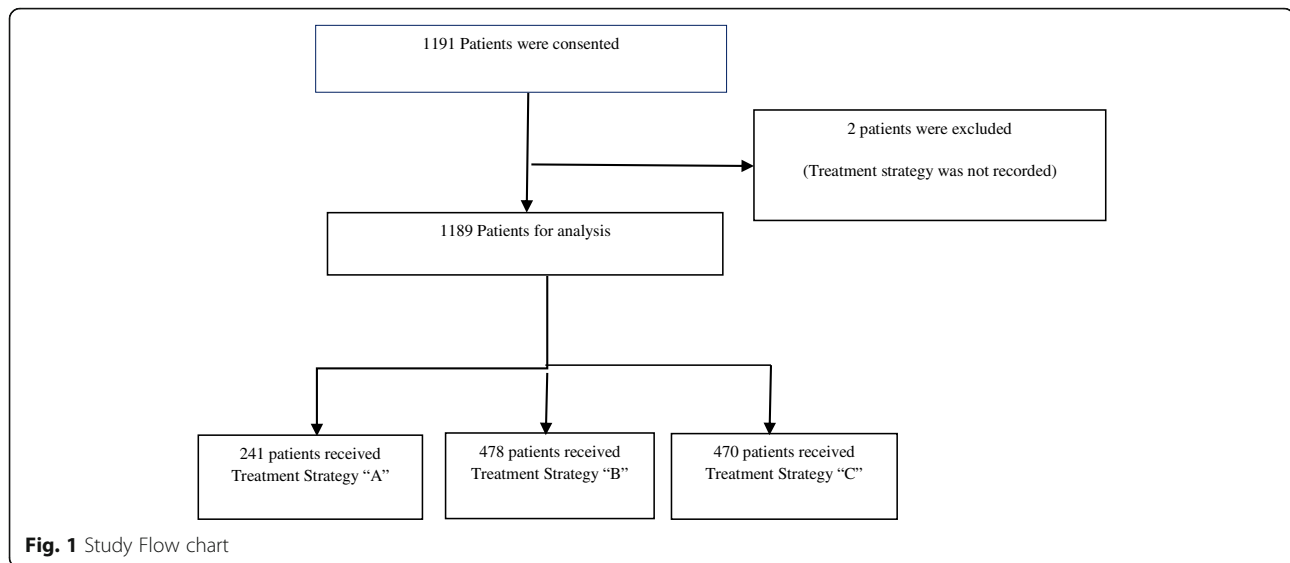 1191 Patients were consented
2 patients were excluded
(Treatment strategy was not recorded)
1189 Patients for analysis
241 patients received
Treatment Strategy “A”
478 patients received
Treatment Strategy “B”
470 patients received
Treatment Strategy “C”
Fig. 1 Study Flow chart